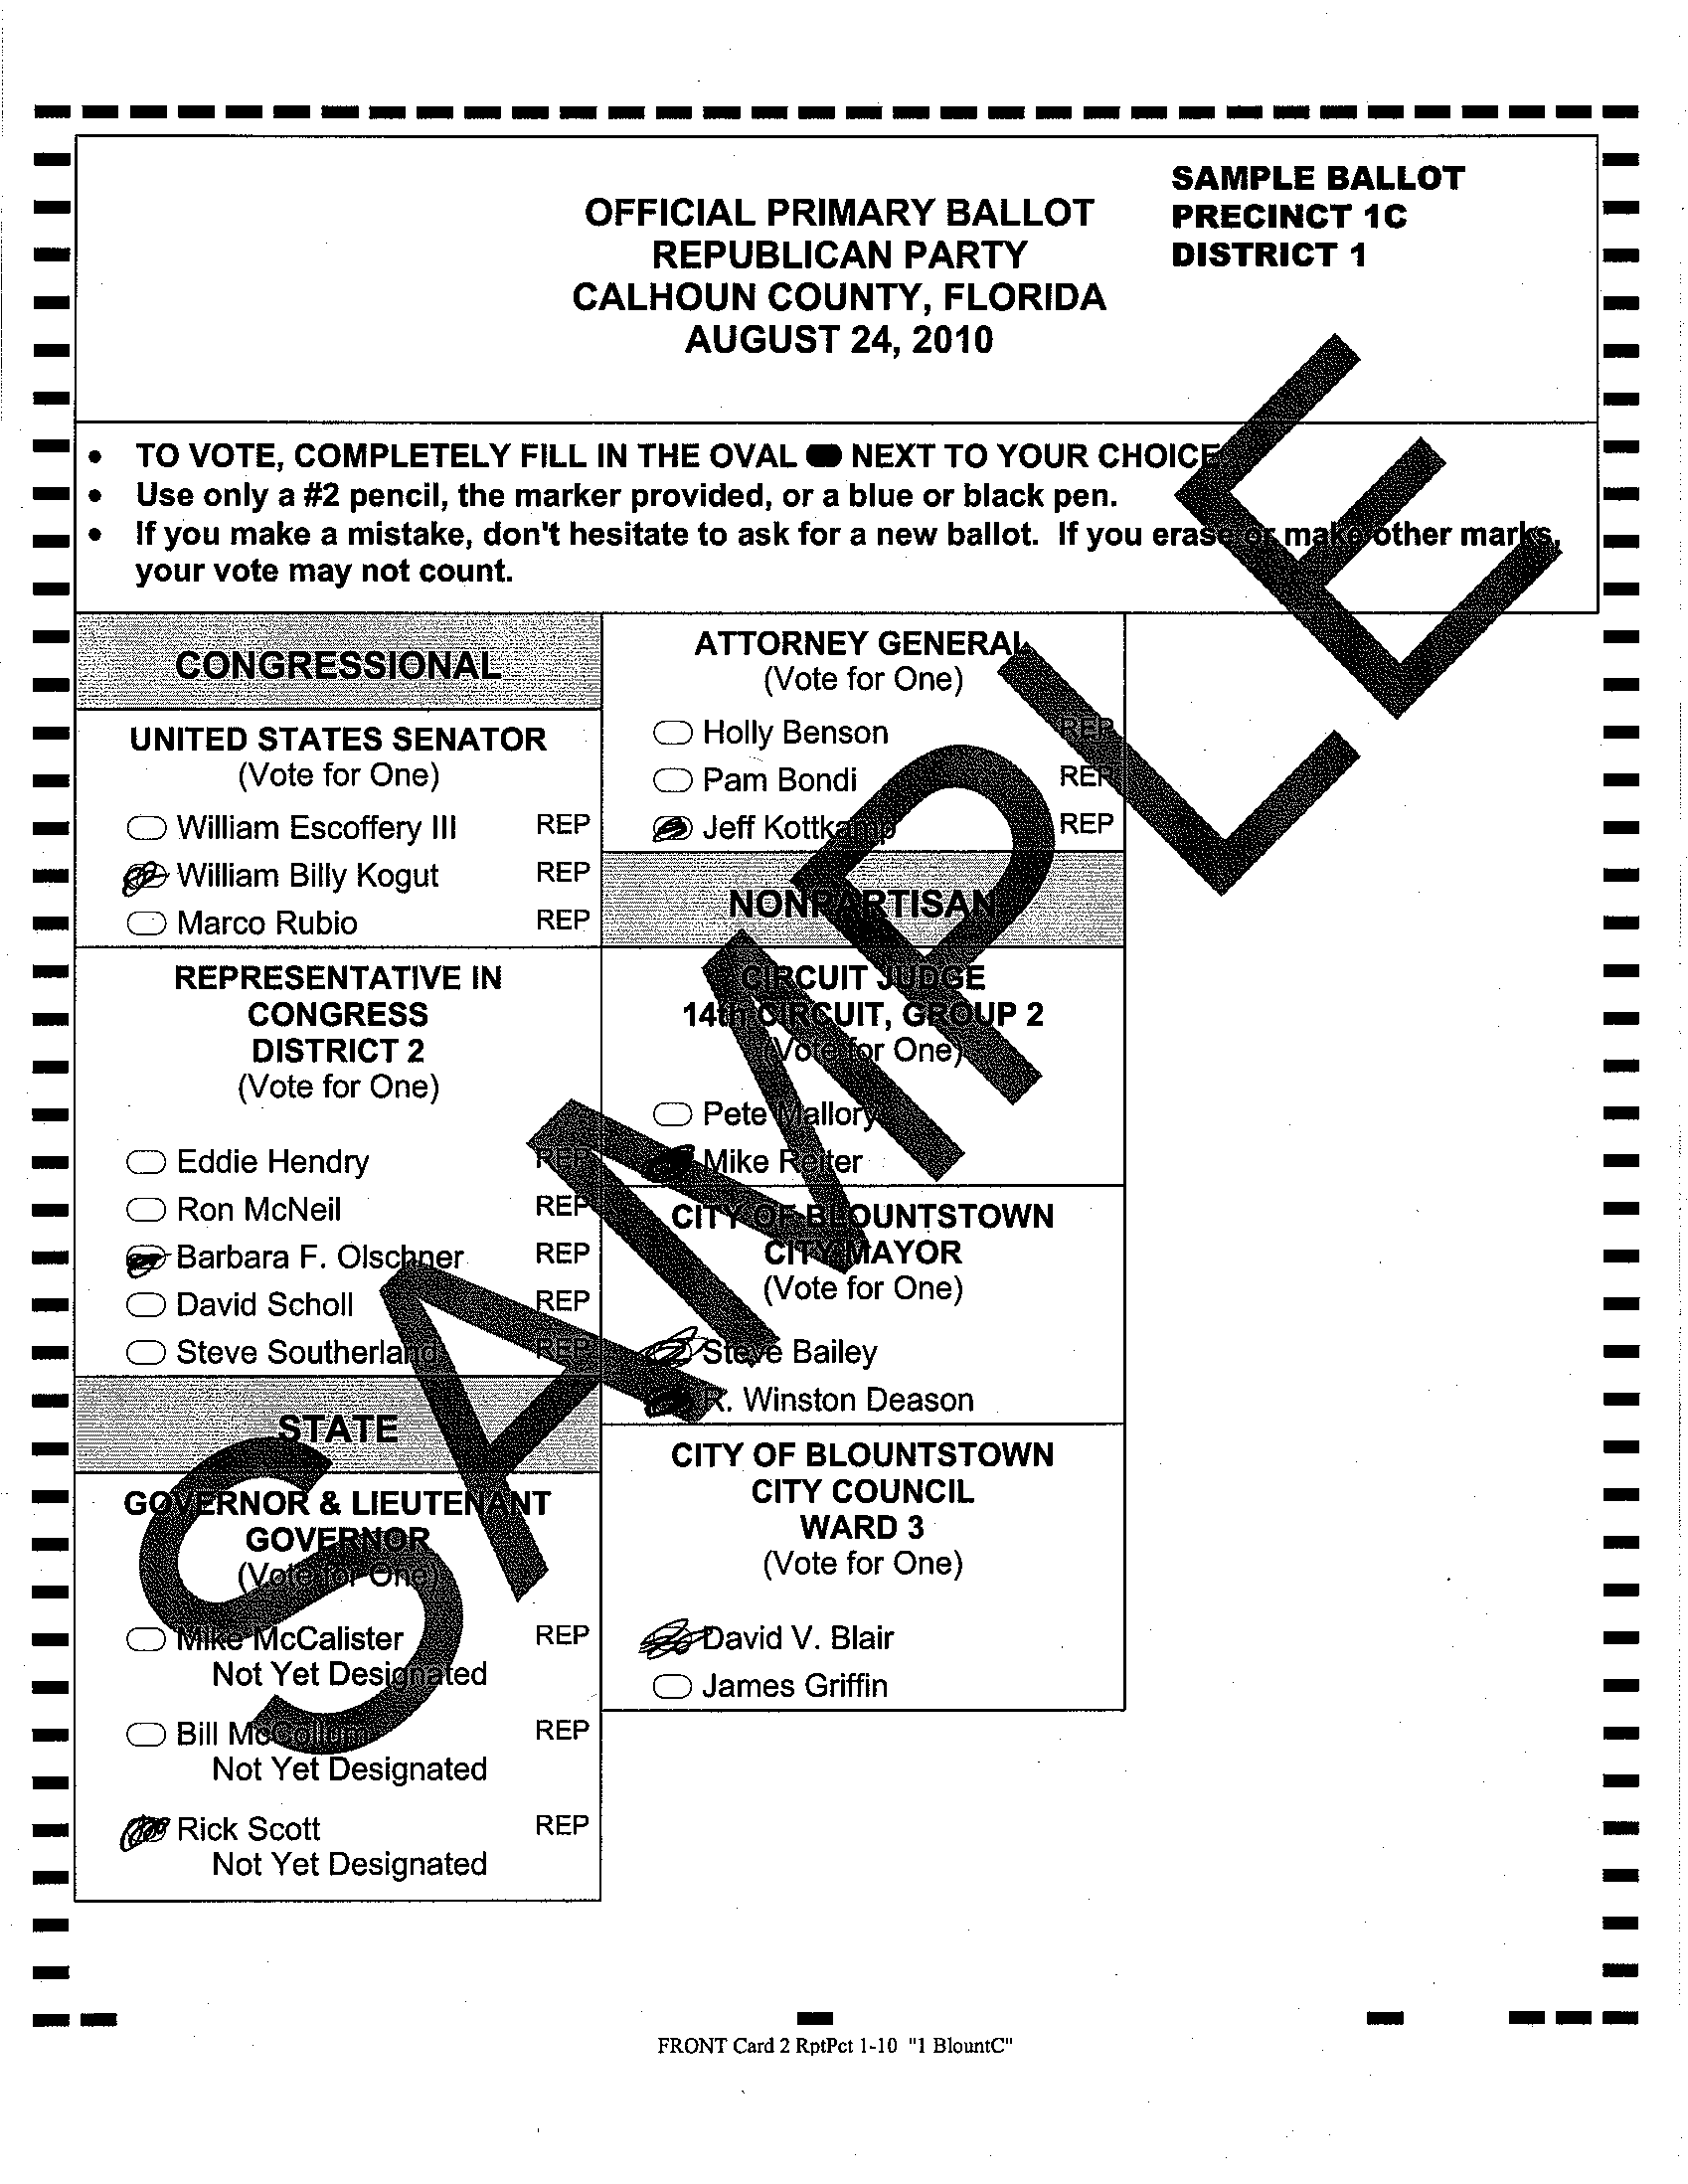 SAMPLE BALLOT
PRECINCT 1C
DISTRICT 1
OFFICIAL PRIMARY BALLOT
REPUBLICAN PARTY
CALHOUN COUNTY, FLORIDA
AUGUST 24, 2010
• TO VOTE, COMPLETELY FILL IN THE OVAL NEXT TO YOUR CHOICE
• Use only a #2 pencil, the marker provided, or a blue or black pen.
• If you make a mistake, don't hesitate to ask for a new ballot. If you erase or make other marks,
your vote may not count.
CONGRESSIONAL
UNITED STATES SENATOR
(Vote for One)
William Escoffery III REP
William Billy Kogut REP
Marco Rubio REP
REPRESENTATIVE IN
CONGRESS
DISTRICT 2
(Vote for One)
Eddie Hendry REP
Ron McNeil REP
Barbara F. Olschner REP
David Scholl REP
Steve Southerland REP
STATE
GOVERNOR & LIEUTENANT
GOVERNOR
(Vote for One)
Mike McCalister REP
Not Yet Designated
Bill McCollum REP
Not Yet Designated
Rick Scott REP
Not Yet Designated
ATTORNEY GENERAL
(Vote for One)
Holly Benson REP
Pam Bondi REP
Jeff Kottkamp REP
NONPARTISAN
CIRCUIT JUDGE
14th CIRCUIT, GROUP 2
(Vote for One)
Pete Mallory
Mike Reiter
CITY OF BLOUNTSTOWN
CITY MAYOR
(Vote for One)
Steve Bailey
R. Winston Deason
CITY OF BLOUNTSTOWN
CITY COUNCIL
WARD 3
(Vote for One)
David V. Blair
James Griffin
SAMPLE
FRONT Card 2 RptPct 1-10 "1 BlountC"